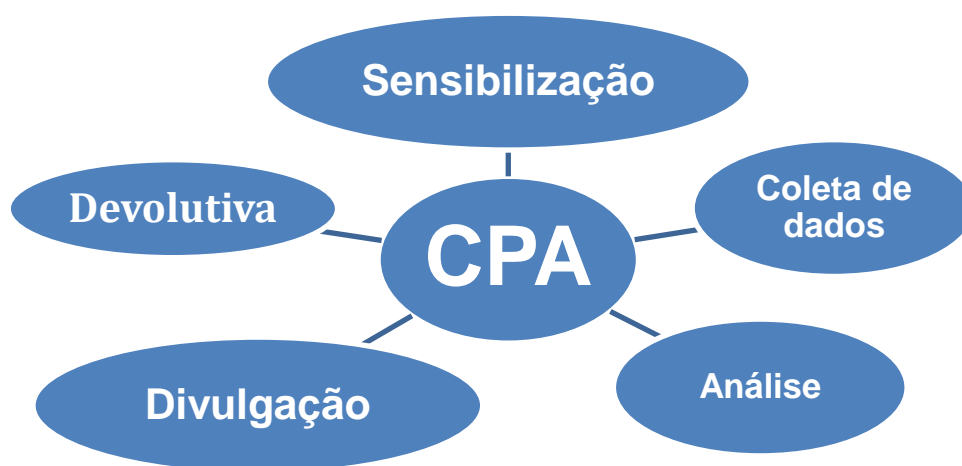 Sensibilização
Coleta de
dados
Devolutiva
CPA
Análise
Divulgação